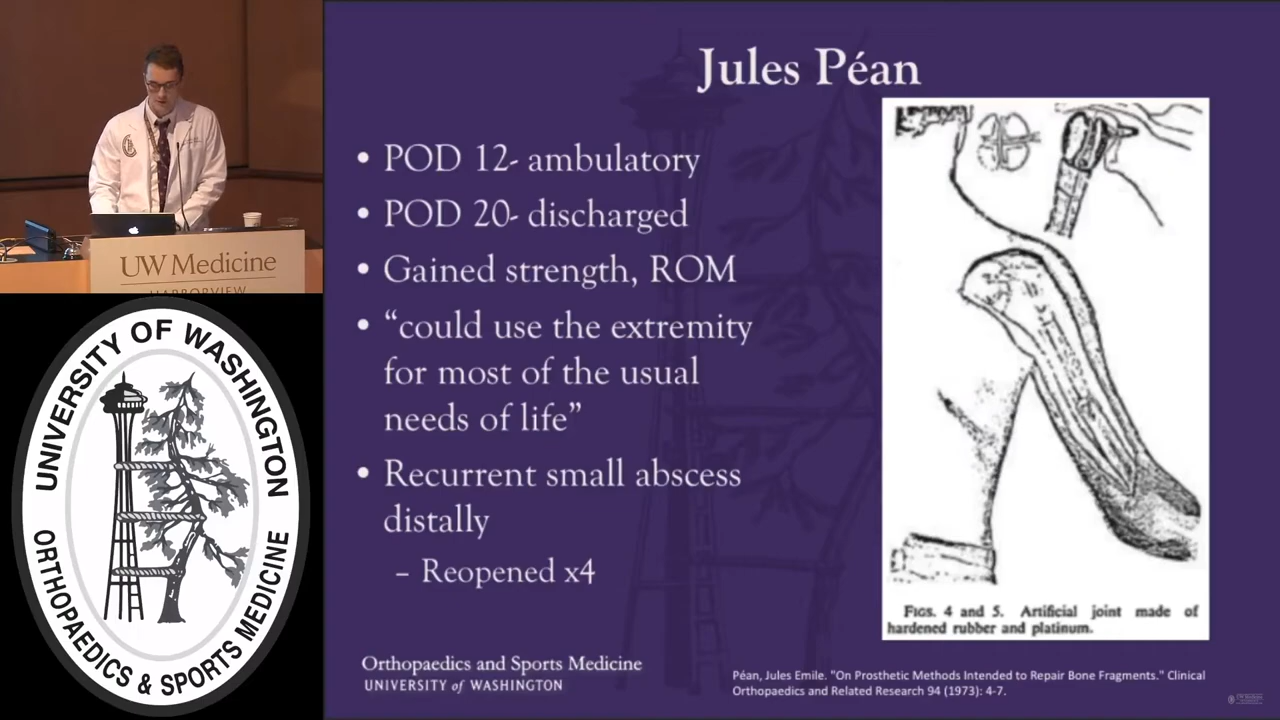 Jules Péan
• POD 12- ambulatory
• POD 20- discharged
• Gained strength, ROM
• “could use the extremity
for most of the usual
needs of life”
• Recurrent small abscess
distally
– Reopened x4
FIGS. 4 and 5. Artificial joint made of
hardened rubber and platinum.
Orthopaedics and Sports Medicine
UNIVERSITY of WASHINGTON
Péan, Jules Emile. "On Prosthetic Methods Intended to Repair Bone Fragments." Clinical
Orthopaedics and Related Research 94 (1973): 4-7.
UW Medicine
HARBORVIEW
UNIVERSITY OF WASHINGTON
ORTHOPAEDICS & SPORTS MEDICINE